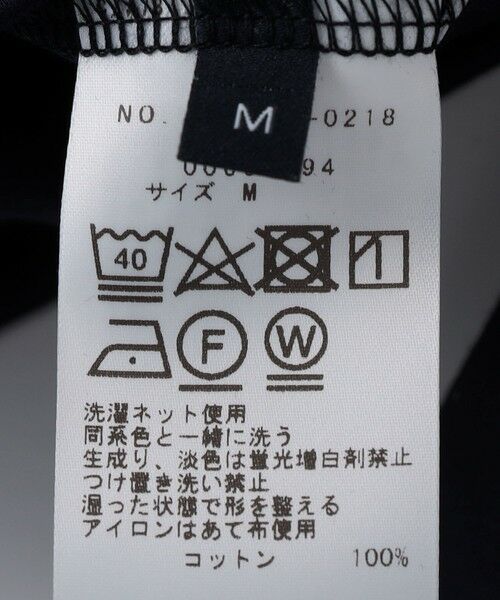 NO. M -0218
94
サイズ M
40
F W
洗濯ネット使用
同系色と一緒に洗う
生成り、淡色は蛍光増白剤禁止
つけ置き洗い禁止
湿った状態で形を整える
アイロンはあて布使用
コットン 100%